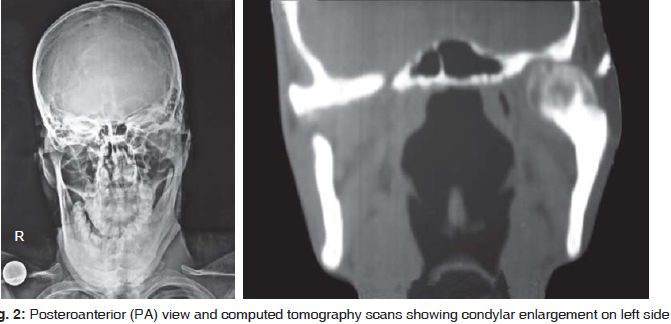 R
g. 2: Posteroanterior (PA) view and computed tomography scans showing condylar enlargement on left side